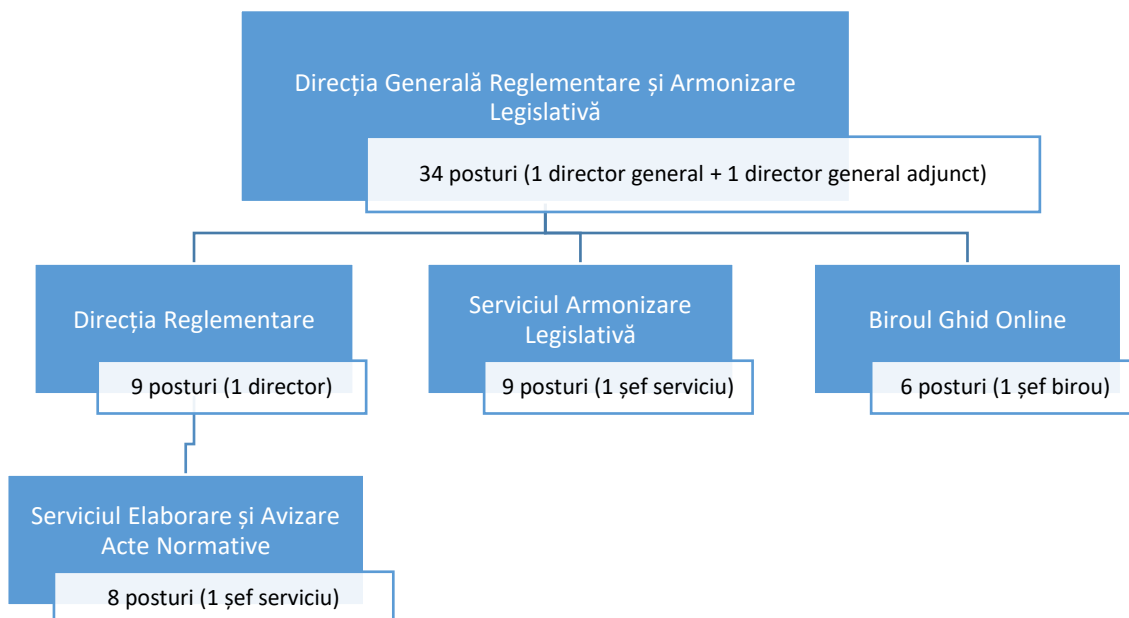 Direcția Generală Reglementare și Armonizare
Legislativă
34 posturi (1 director general + 1 director general adjunct)
Direcția Reglementare
9 posturi (1 director)
Serviciul Armonizare
Legislativă
9 posturi (1 șef serviciu)
Biroul Ghid Online
6 posturi (1 șef birou)
Serviciul Elaborare și Avizare
Acte Normative
8 posturi (1 șef serviciu)